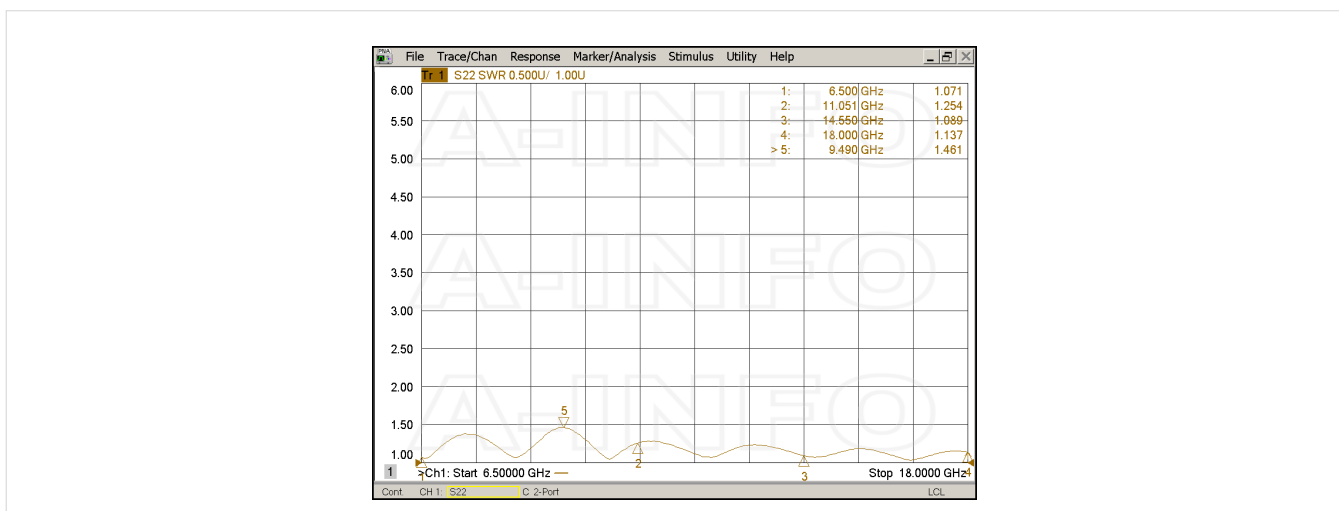 PNA File Trace/Chan Response Marker/Analysis Stimulus Utility Help
Tr 1 S22 SWR 0.500U/ 1.00U
6.00
1: 6.500 GHz 1.071
2: 11.051 GHz 1.254
5.50
3: 14.550 GHz 1.089
4: 18.000 GHz 1.137
> 5: 9.490 GHz 1.461
A-INFO
5.00
4.50
4.00
A-INFO
3.50
3.00
2.50
2.00
A-INFO
5
1.50
1.00
2
1 >Ch1: Start 6.50000 GHz Stop 18.0000 GHz 4
1 3
Cont. CH 1: S22 C 2-Port LCL